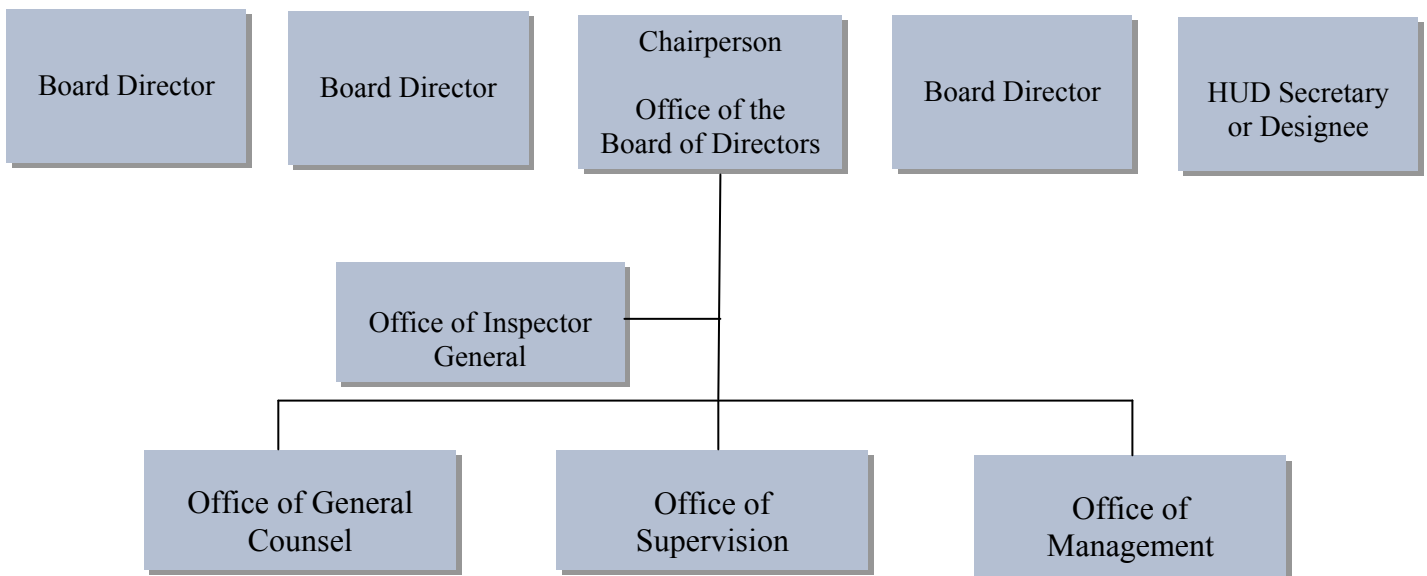 Board Director
Board Director
Chairperson
Office of the
Board of Directors
Board Director
HUD Secretary
or Designee
Office of Inspector
General
Office of General
Counsel
Office of
Supervision
Office of
Management